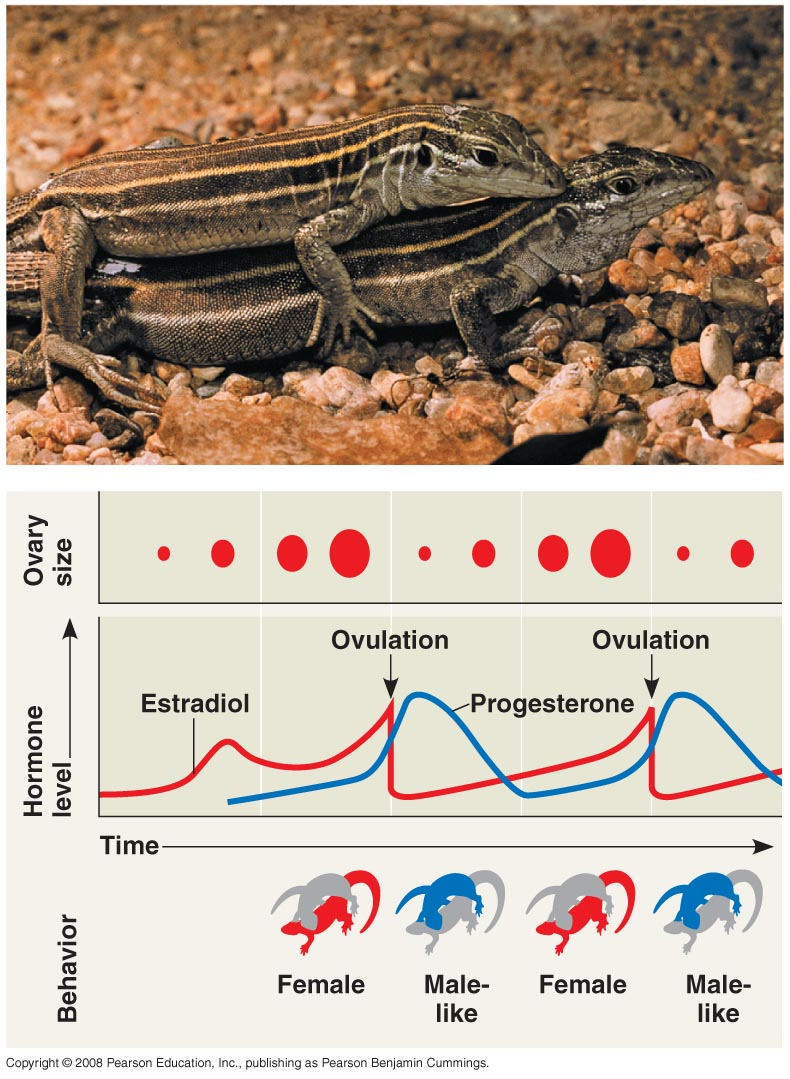 Ovary
size
Ovulation
Ovulation
Estradiol
Progesterone
Hormone
level
Time
Behavior
Female
Male-
like
Female
Male-
like
Copyright © 2008 Pearson Education, Inc., publishing as Pearson Benjamin Cummings.